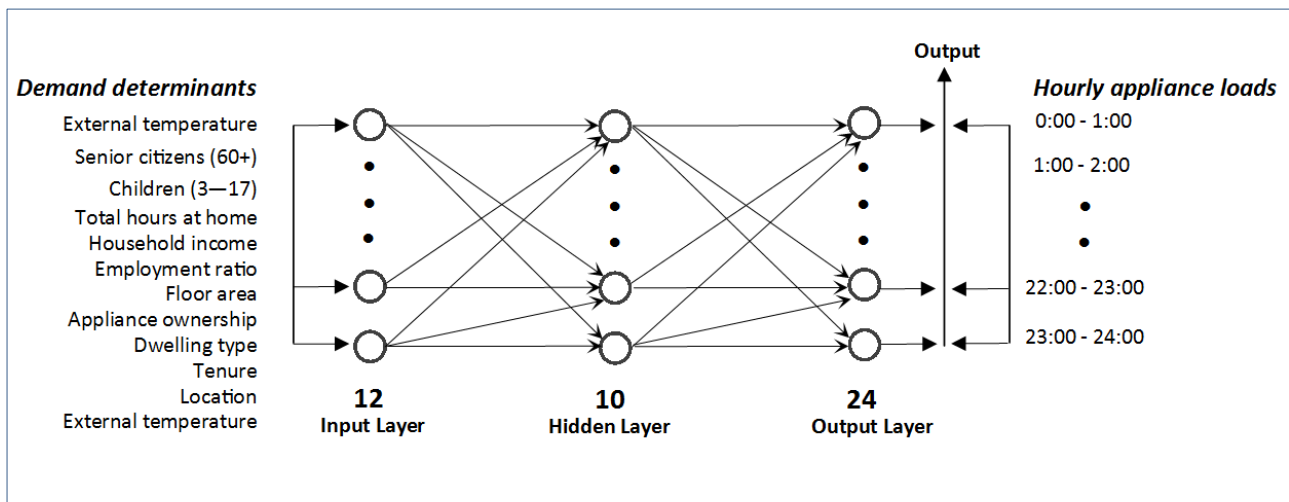 Output
Demand determinants
Hourly appliance loads
External temperature
Senior citizens (60+)
Children (3—17)
Total hours at home
Household income
Employment ratio
Floor area
Appliance ownership
Dwelling type
Tenure
Location
External temperature
12
Input Layer
10
Hidden Layer
24
Output Layer
0:00 - 1:00
1:00 - 2:00
22:00 - 23:00
23:00 - 24:00